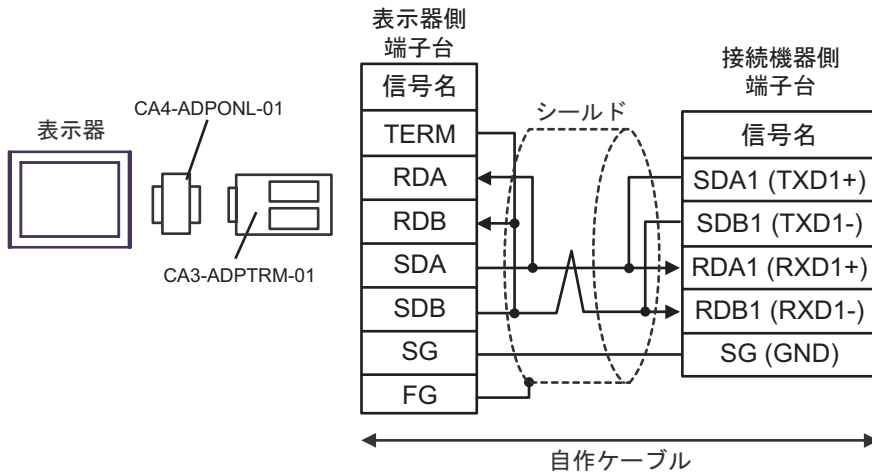 表示器
CA4-ADPONL-01
CA3-ADPTRM-01
表示器側
端子台
信号名
TERM
RDA
RDB
SDA
SDB
SG
FG
シールド
接続機器側
端子台
信号名
SDA1 (TXD1+)
SDB1 (TXD1-)
RDA1 (RXD1+)
RDB1 (RXD1-)
SG (GND)
自作ケーブル